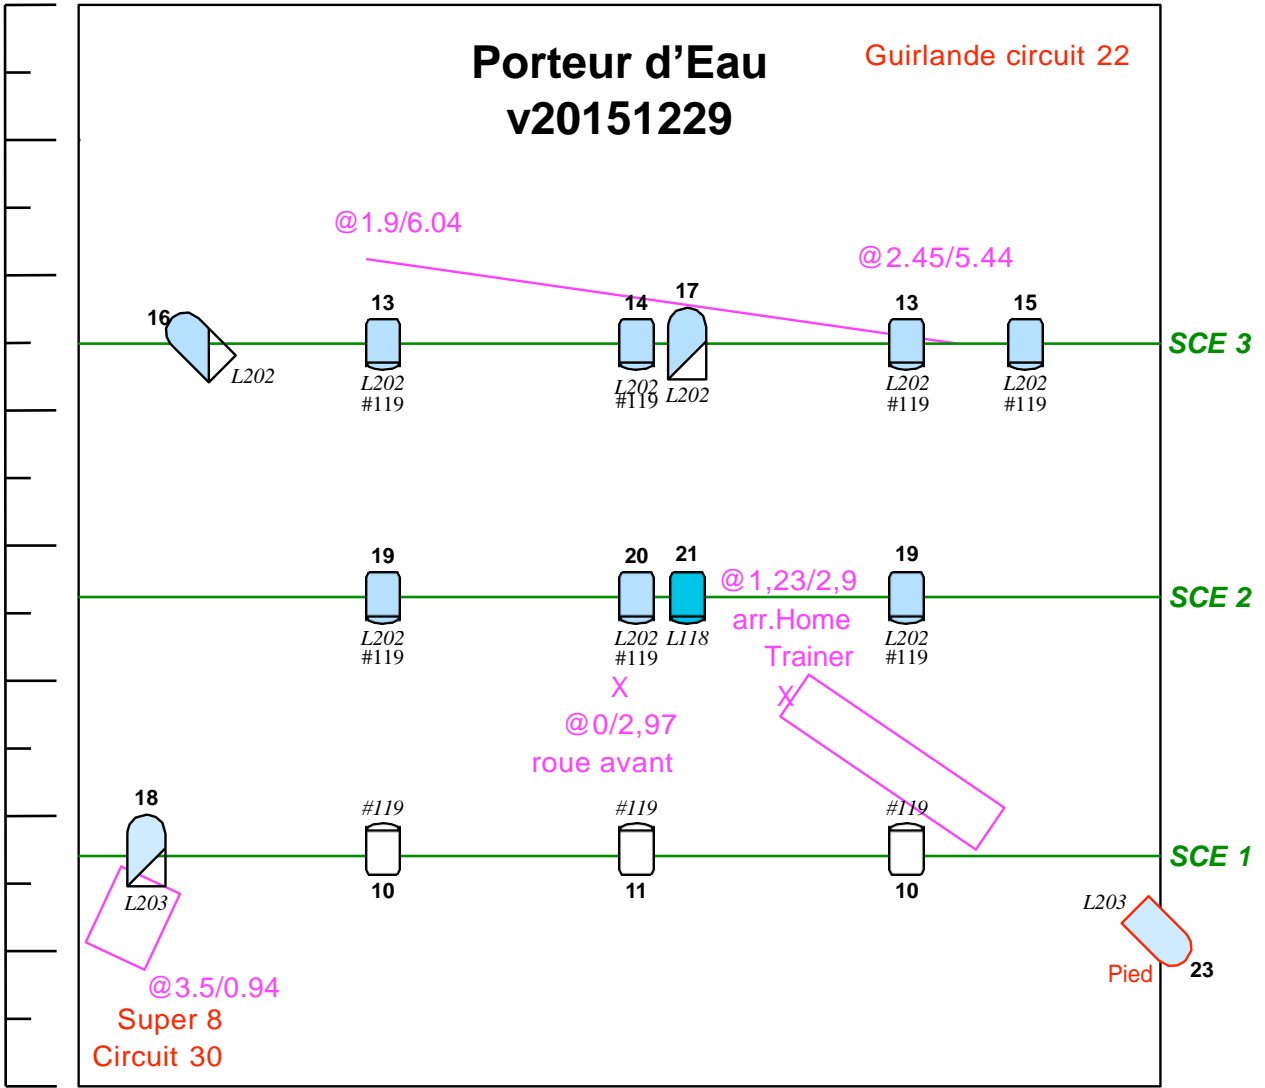 Porteur d'Eau
v20151229
Guirlande circuit 22
@1.9/6.04
@2.45/5.44
16
13
14
17
13
15
SCE 3
L202
L202
#119
L202
#119
L202
L202
#119
L202
#119
19
20
21
19
SCE 2
@1,23/2,9
arr.Home
Trainer
X
L202
#119
L202
#119
L118
L202
#119
X
@0/2,97
roue avant
18
#119
#119
#119
SCE 1
10
11
10
L203
L203
Pied
23
@3.5/0.94
Super 8
Circuit 30